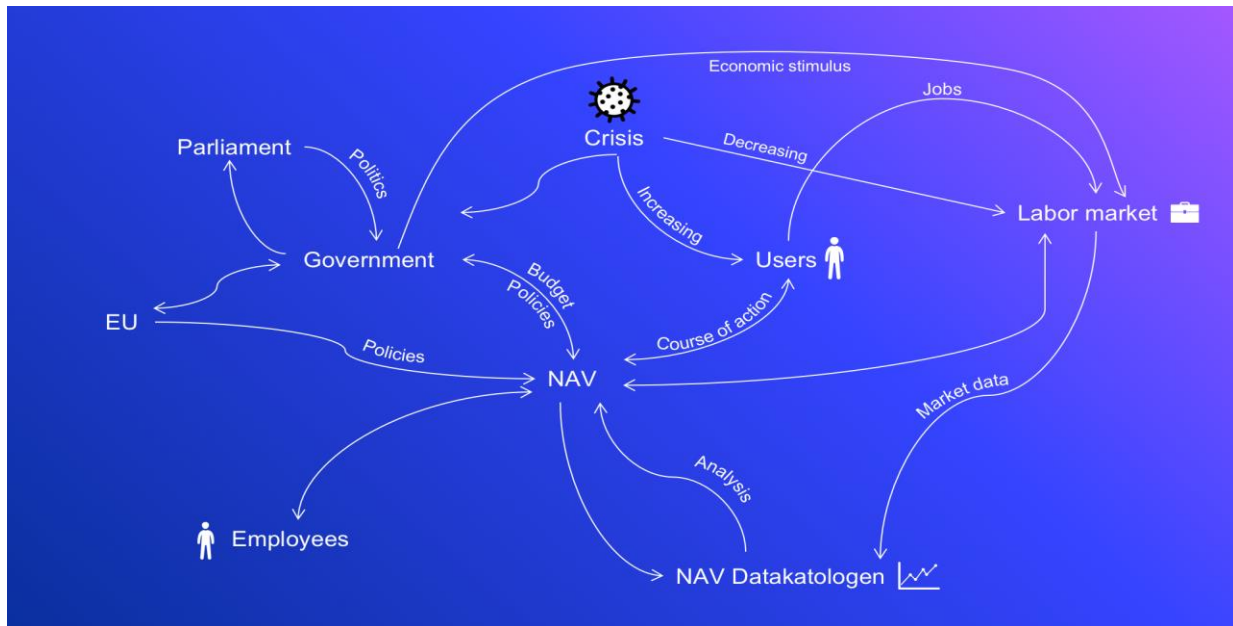 Economic stimulus
Jobs
Crisis
Decreasing
Parliament
Politics
Increasing
Labor market
Government
Users
Budget
Policies
EU
Course of action
Policies
NAV
Market data
Analysis
Employees
NAV Datakatologen